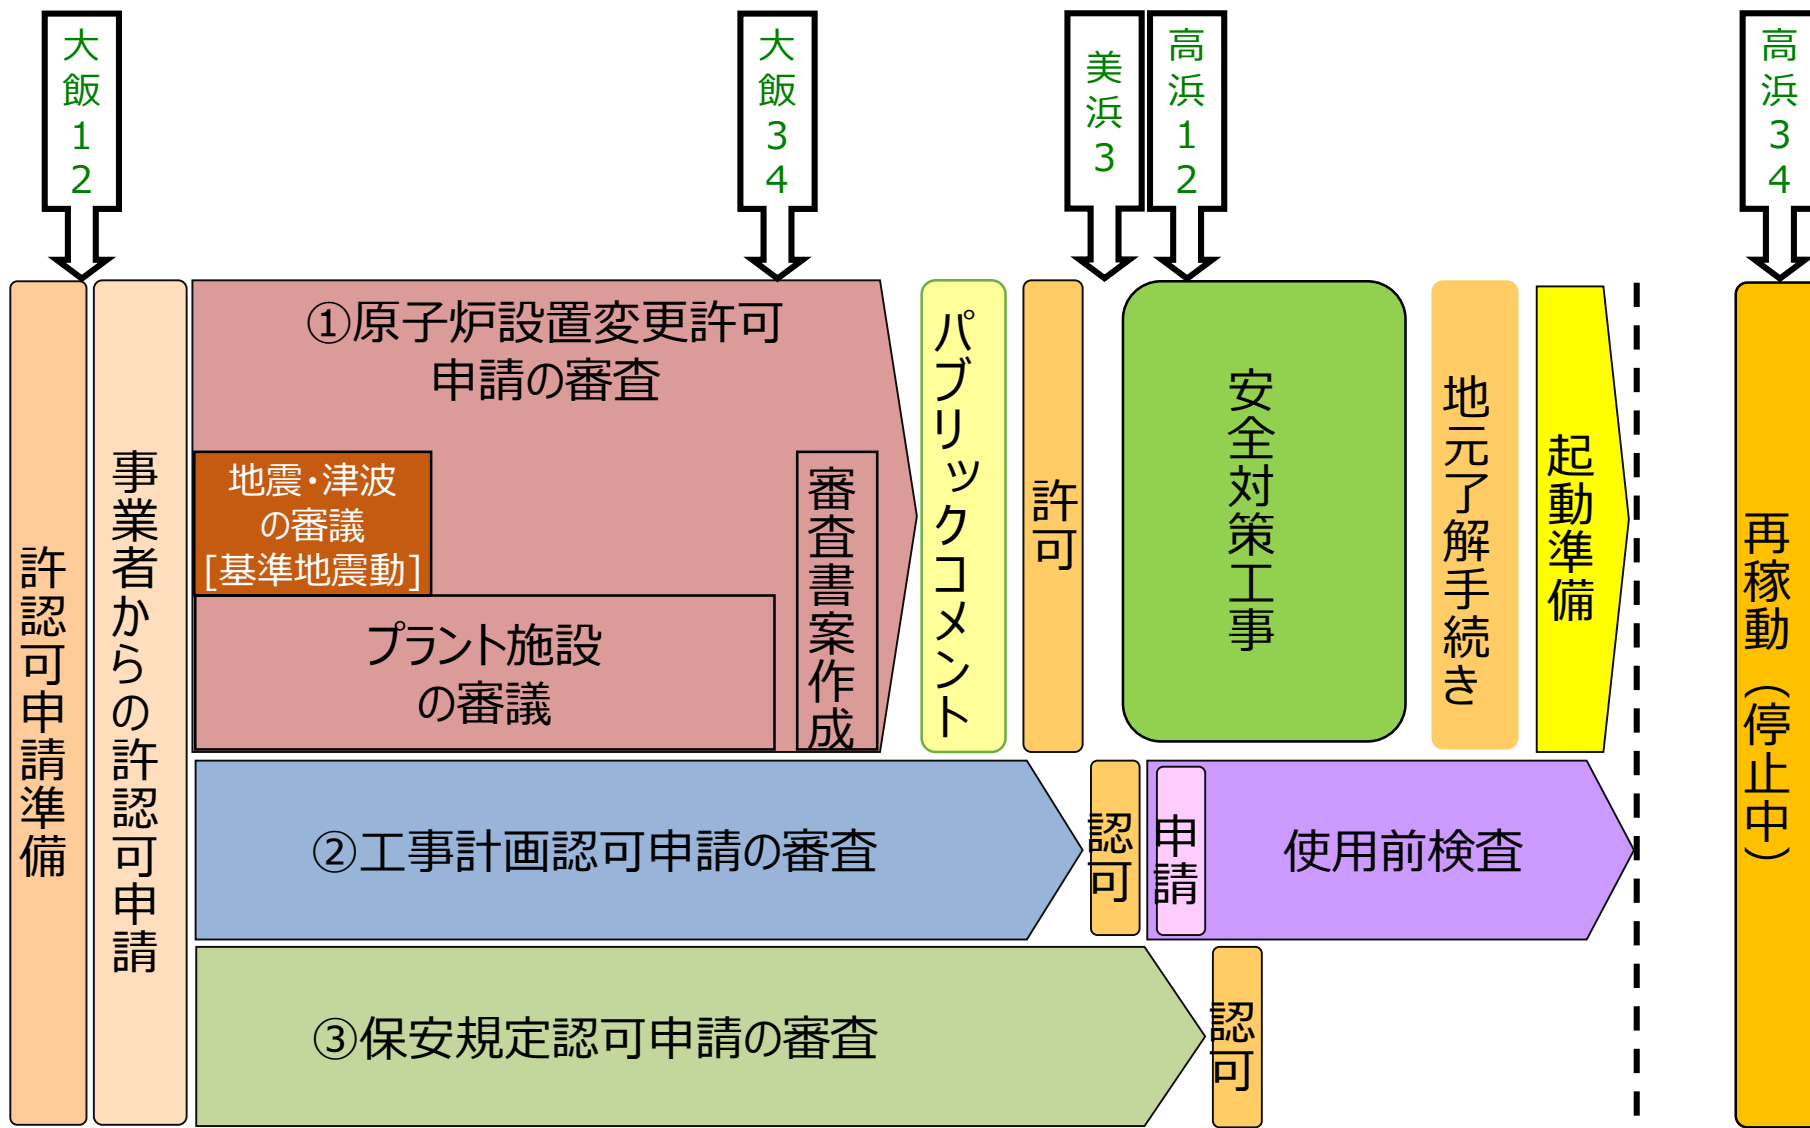 大飯12
大飯34
美浜3
高浜12
高浜34
許認可申請準備
事業者からの許認可申請
①原子炉設置変更許可
申請の審査
地震・津波
の審議
[基準地震動]
プラント施設
の審議
審査書案作成
パブリックコメント
許可
安全対策工事
地元了解手続き
起動準備
再稼動（停止中）
②工事計画認可申請の審査
認可
申請
使用前検査
③保安規定認可申請の審査
認可